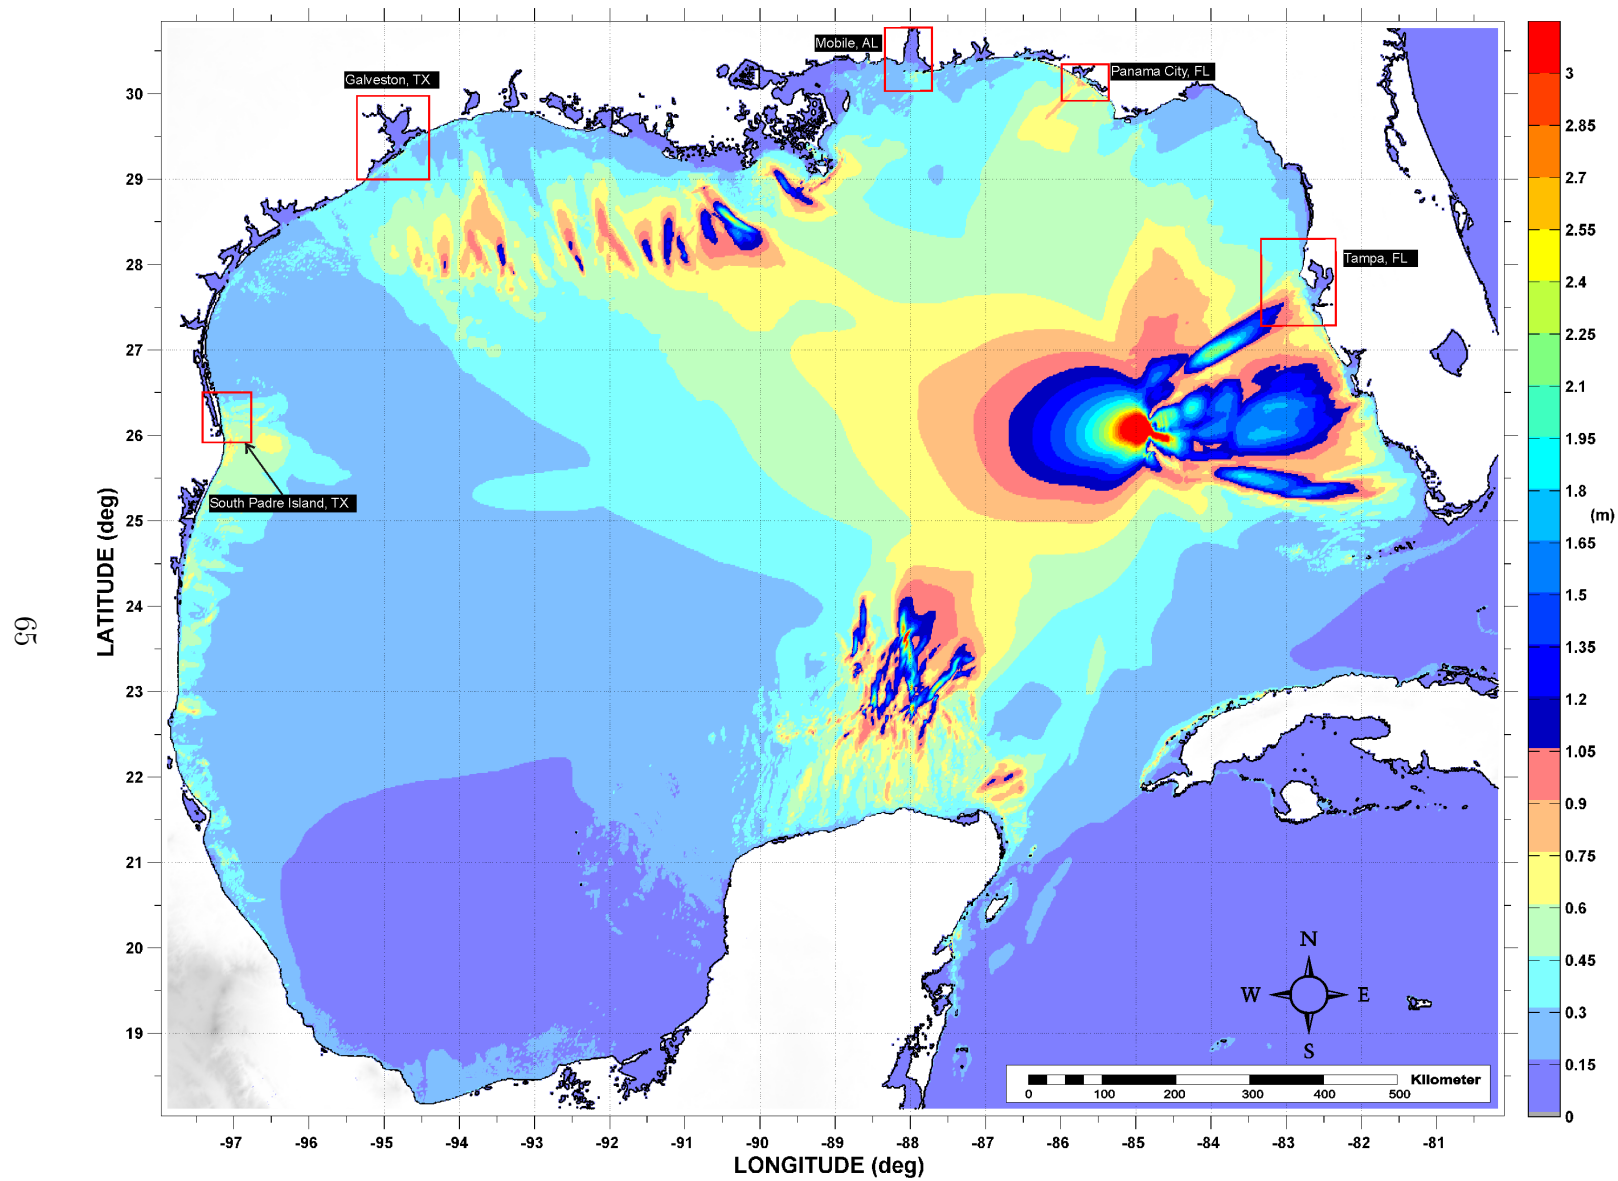 Galveston, TX
Mobile, AL
Panama City, FL
Tampa, FL
South Padre Island, TX
30
29
28
27
26
25
24
23
22
21
20
19
LATITUDE (deg)
-97 -96 -95 -94 -93 -92 -91 -90 -89 -88 -87 -86 -85 -84 -83 -82 -81
LONGITUDE (deg)
N
W E
S
Kilometer
0 100 200 300 400 500
3
2.85
2.7
2.55
2.4
2.25
2.1
1.95
1.8
(m)
1.65
1.5
1.35
1.2
1.05
0.9
0.75
0.6
0.45
0.3
0.15
0
65